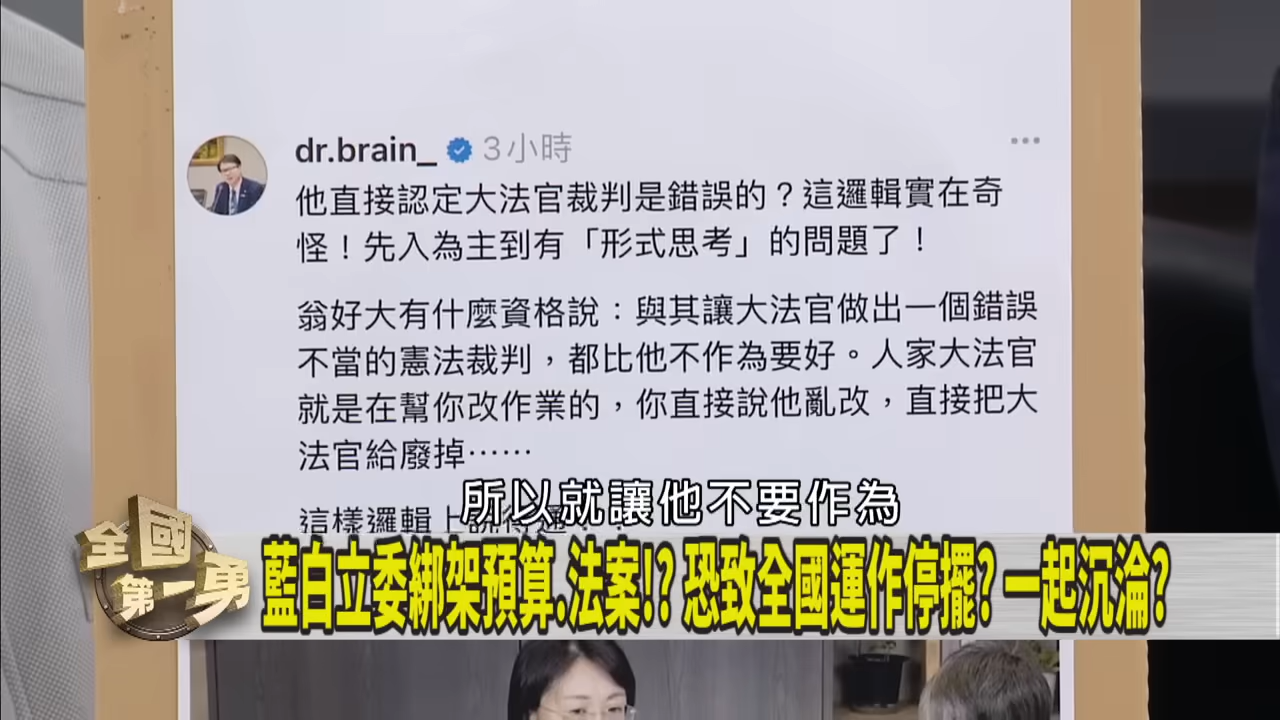 dr.brain_ 3小時
他直接認定大法官裁判是錯誤的？這邏輯實在奇
怪！先入為主到有「形式思考」的問題了！
翁好大有什麼資格說：與其讓大法官做出一個錯誤
不當的憲法裁判，都比他不作為要好。人家大法官
就是在幫你改作業的，你直接說他亂改，直接把大
法官給廢掉⋯⋯
這樣邏輯上
所以就讓他不要作為
全國第一勇
藍白立委綁架預算.法案!? 恐致全國運作停擺? 一起沉淪?